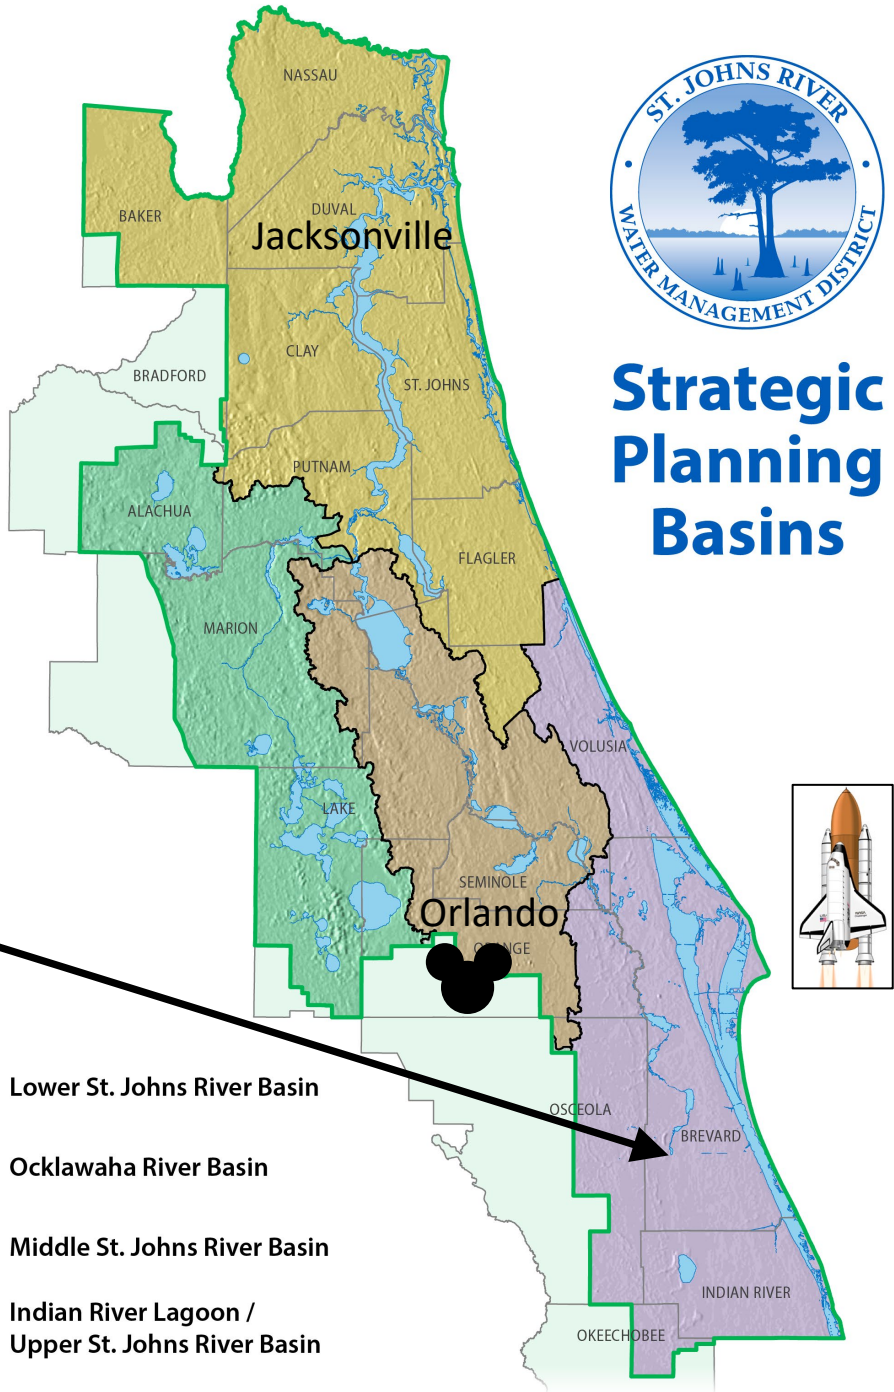 ST. JOHNS RIVER
WATER MANAGEMENT DISTRICT
Strategic
Planning
Basins
NASSAU
BAKER
DUVAL
Jacksonville
CLAY
BRADFORD
ST. JOHNS
PUTNAM
ALACHUA
FLAGLER
MARION
VOLUSIA
LAKE
SEMINOLE
Orlando
ORANGE
OSCEOLA
BREVARD
INDIAN RIVER
OKEECHOBEE
Lower St. Johns River Basin
Ocklawaha River Basin
Middle St. Johns River Basin
Indian River Lagoon /
Upper St. Johns River Basin